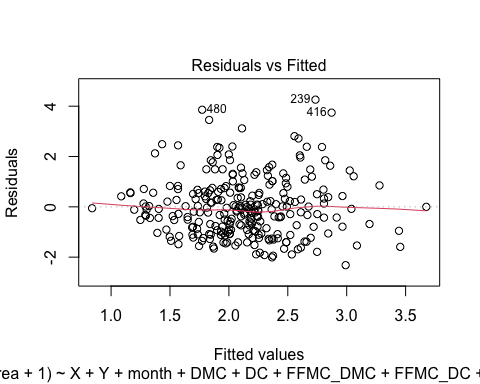 Residuals vs Fitted
Residuals
4
2
0
-2
239
416
480
1.0 1.5 2.0 2.5 3.0 3.5
Fitted values
rea + 1) ~ X + Y + month + DMC + DC + FFMC_DMC + FFMC_DC +